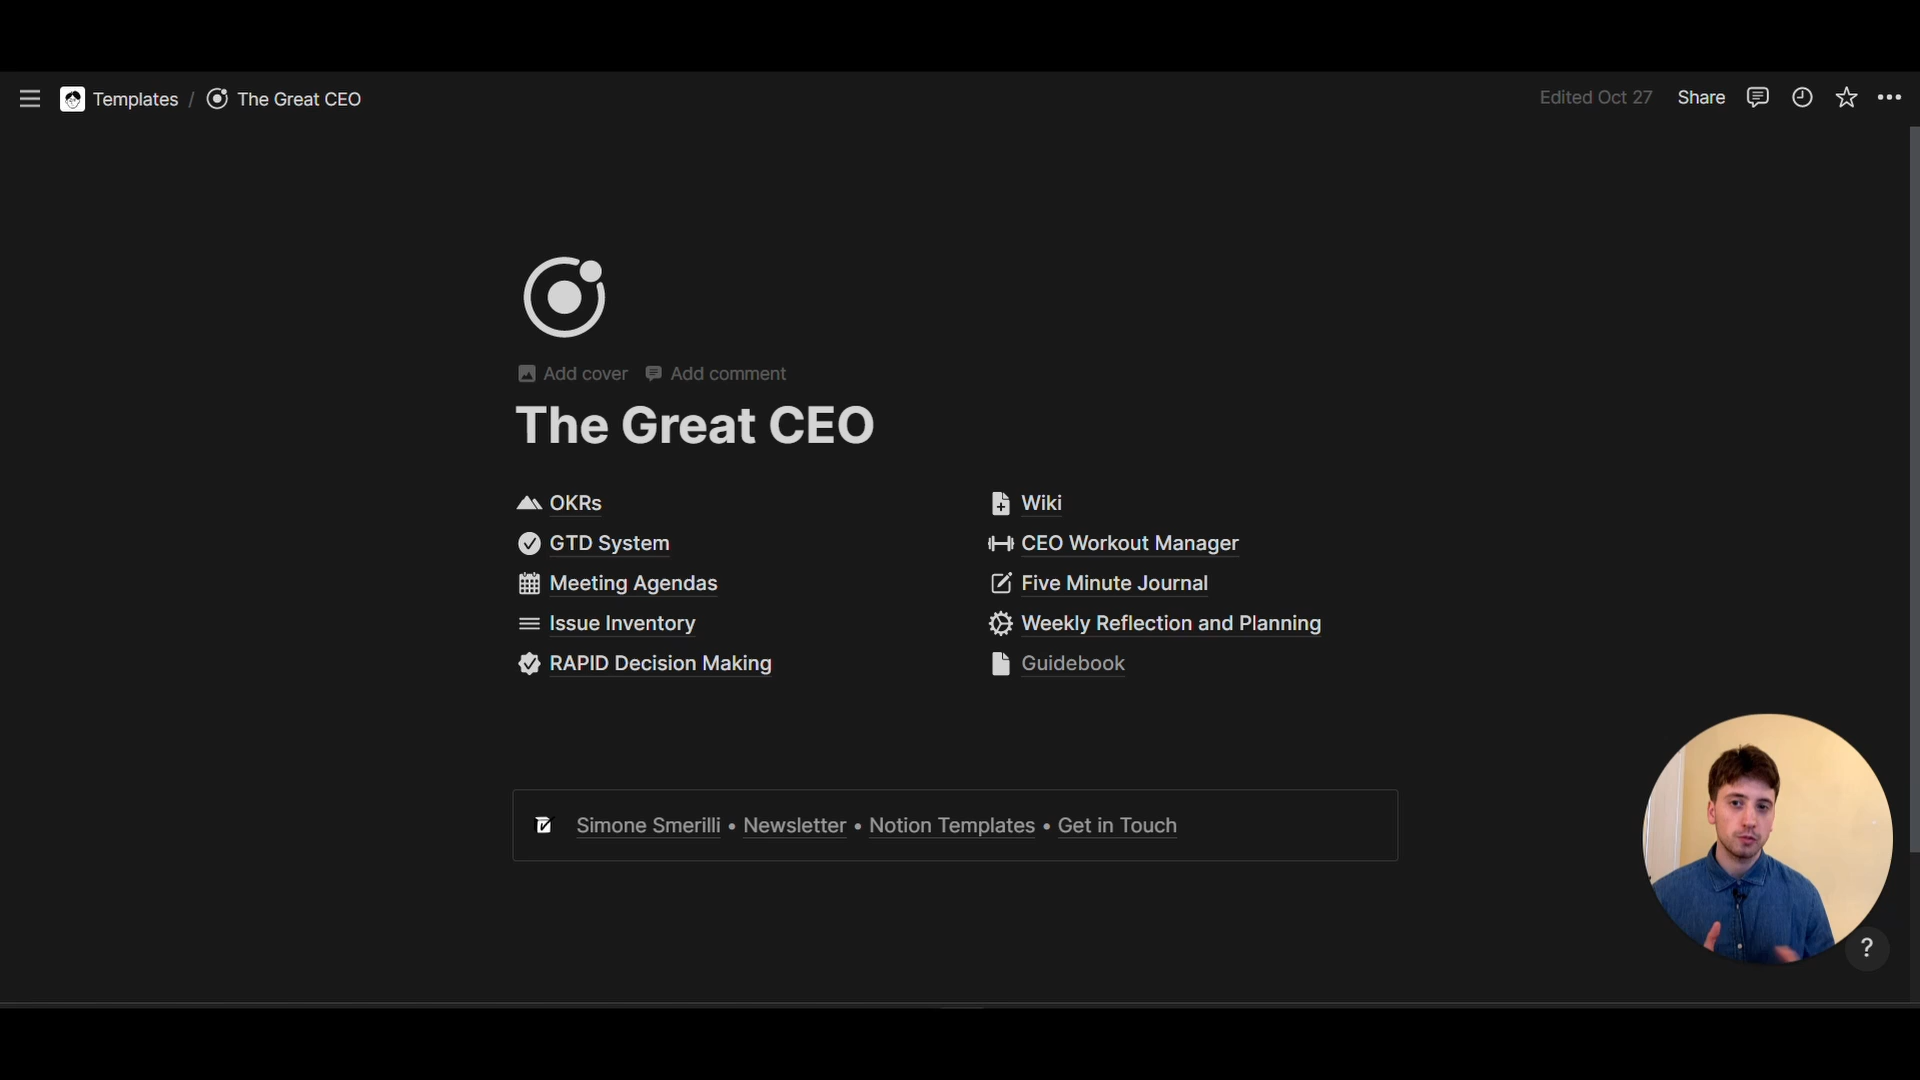 Templates / The Great CEO
Edited Oct 27 Share
Add cover Add comment
The Great CEO
OKRs
GTD System
Meeting Agendas
Issue Inventory
RAPID Decision Making
Wiki
CEO Workout Manager
Five Minute Journal
Weekly Reflection and Planning
Guidebook
Simone Smerilli • Newsletter • Notion Templates • Get in Touch
?